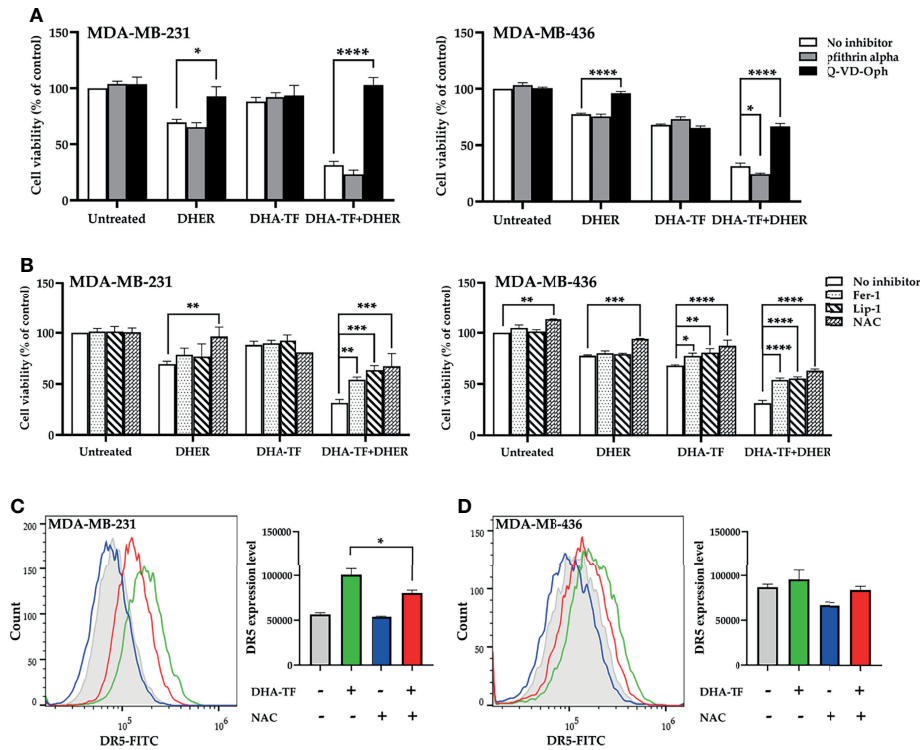 A
MDA-MB-231
Cell viability (% of control)
150
100
50
0
*
****
Untreated
DHER
DHA-TF
DHA-TF+DHER
MDA-MB-436
Cell viability (% of control)
150
100
50
0
****
*
****
Untreated
DHER
DHA-TF
DHA-TF+DHER
No inhibitor
pfithrin alpha
Q-VD-Oph
B
MDA-MB-231
Cell viability (% of control)
150
100
50
0
**
***
***
**
Untreated
DHER
DHA-TF
DHA-TF+DHER
MDA-MB-436
Cell viability (% of control)
150
100
50
0
**
***
****
**
*
****
****
****
Untreated
DHER
DHA-TF
DHA-TF+DHER
No inhibitor
Fer-1
Lip-1
NAC
C
MDA-MB-231
Count
200
150
100
50
0
10^5
10^6
DR5-FITC
DR5 expression level
150000
100000
50000
0
*
DHA-TF - + - +
NAC - - + +
D
MDA-MB-436
Count
150
100
50
0
10^5
10^6
DR5-FITC
DR5 expression level
150000
100000
50000
0
DHA-TF - + - +
NAC - - + +